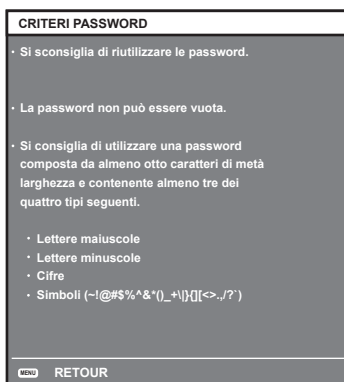 CRITERI PASSWORD
· Si sconsiglia di riutilizzare le password.
· La password non può essere vuota.
· Si consiglia di utilizzare una password
composta da almeno otto caratteri di metà
larghezza e contenente almeno tre dei
quattro tipi seguenti.
· Lettere maiuscole
· Lettere minuscole
· Cifre
· Simboli (~!@#$%^&*()_+\|}{][<>.,/?`)
MENU RETOUR